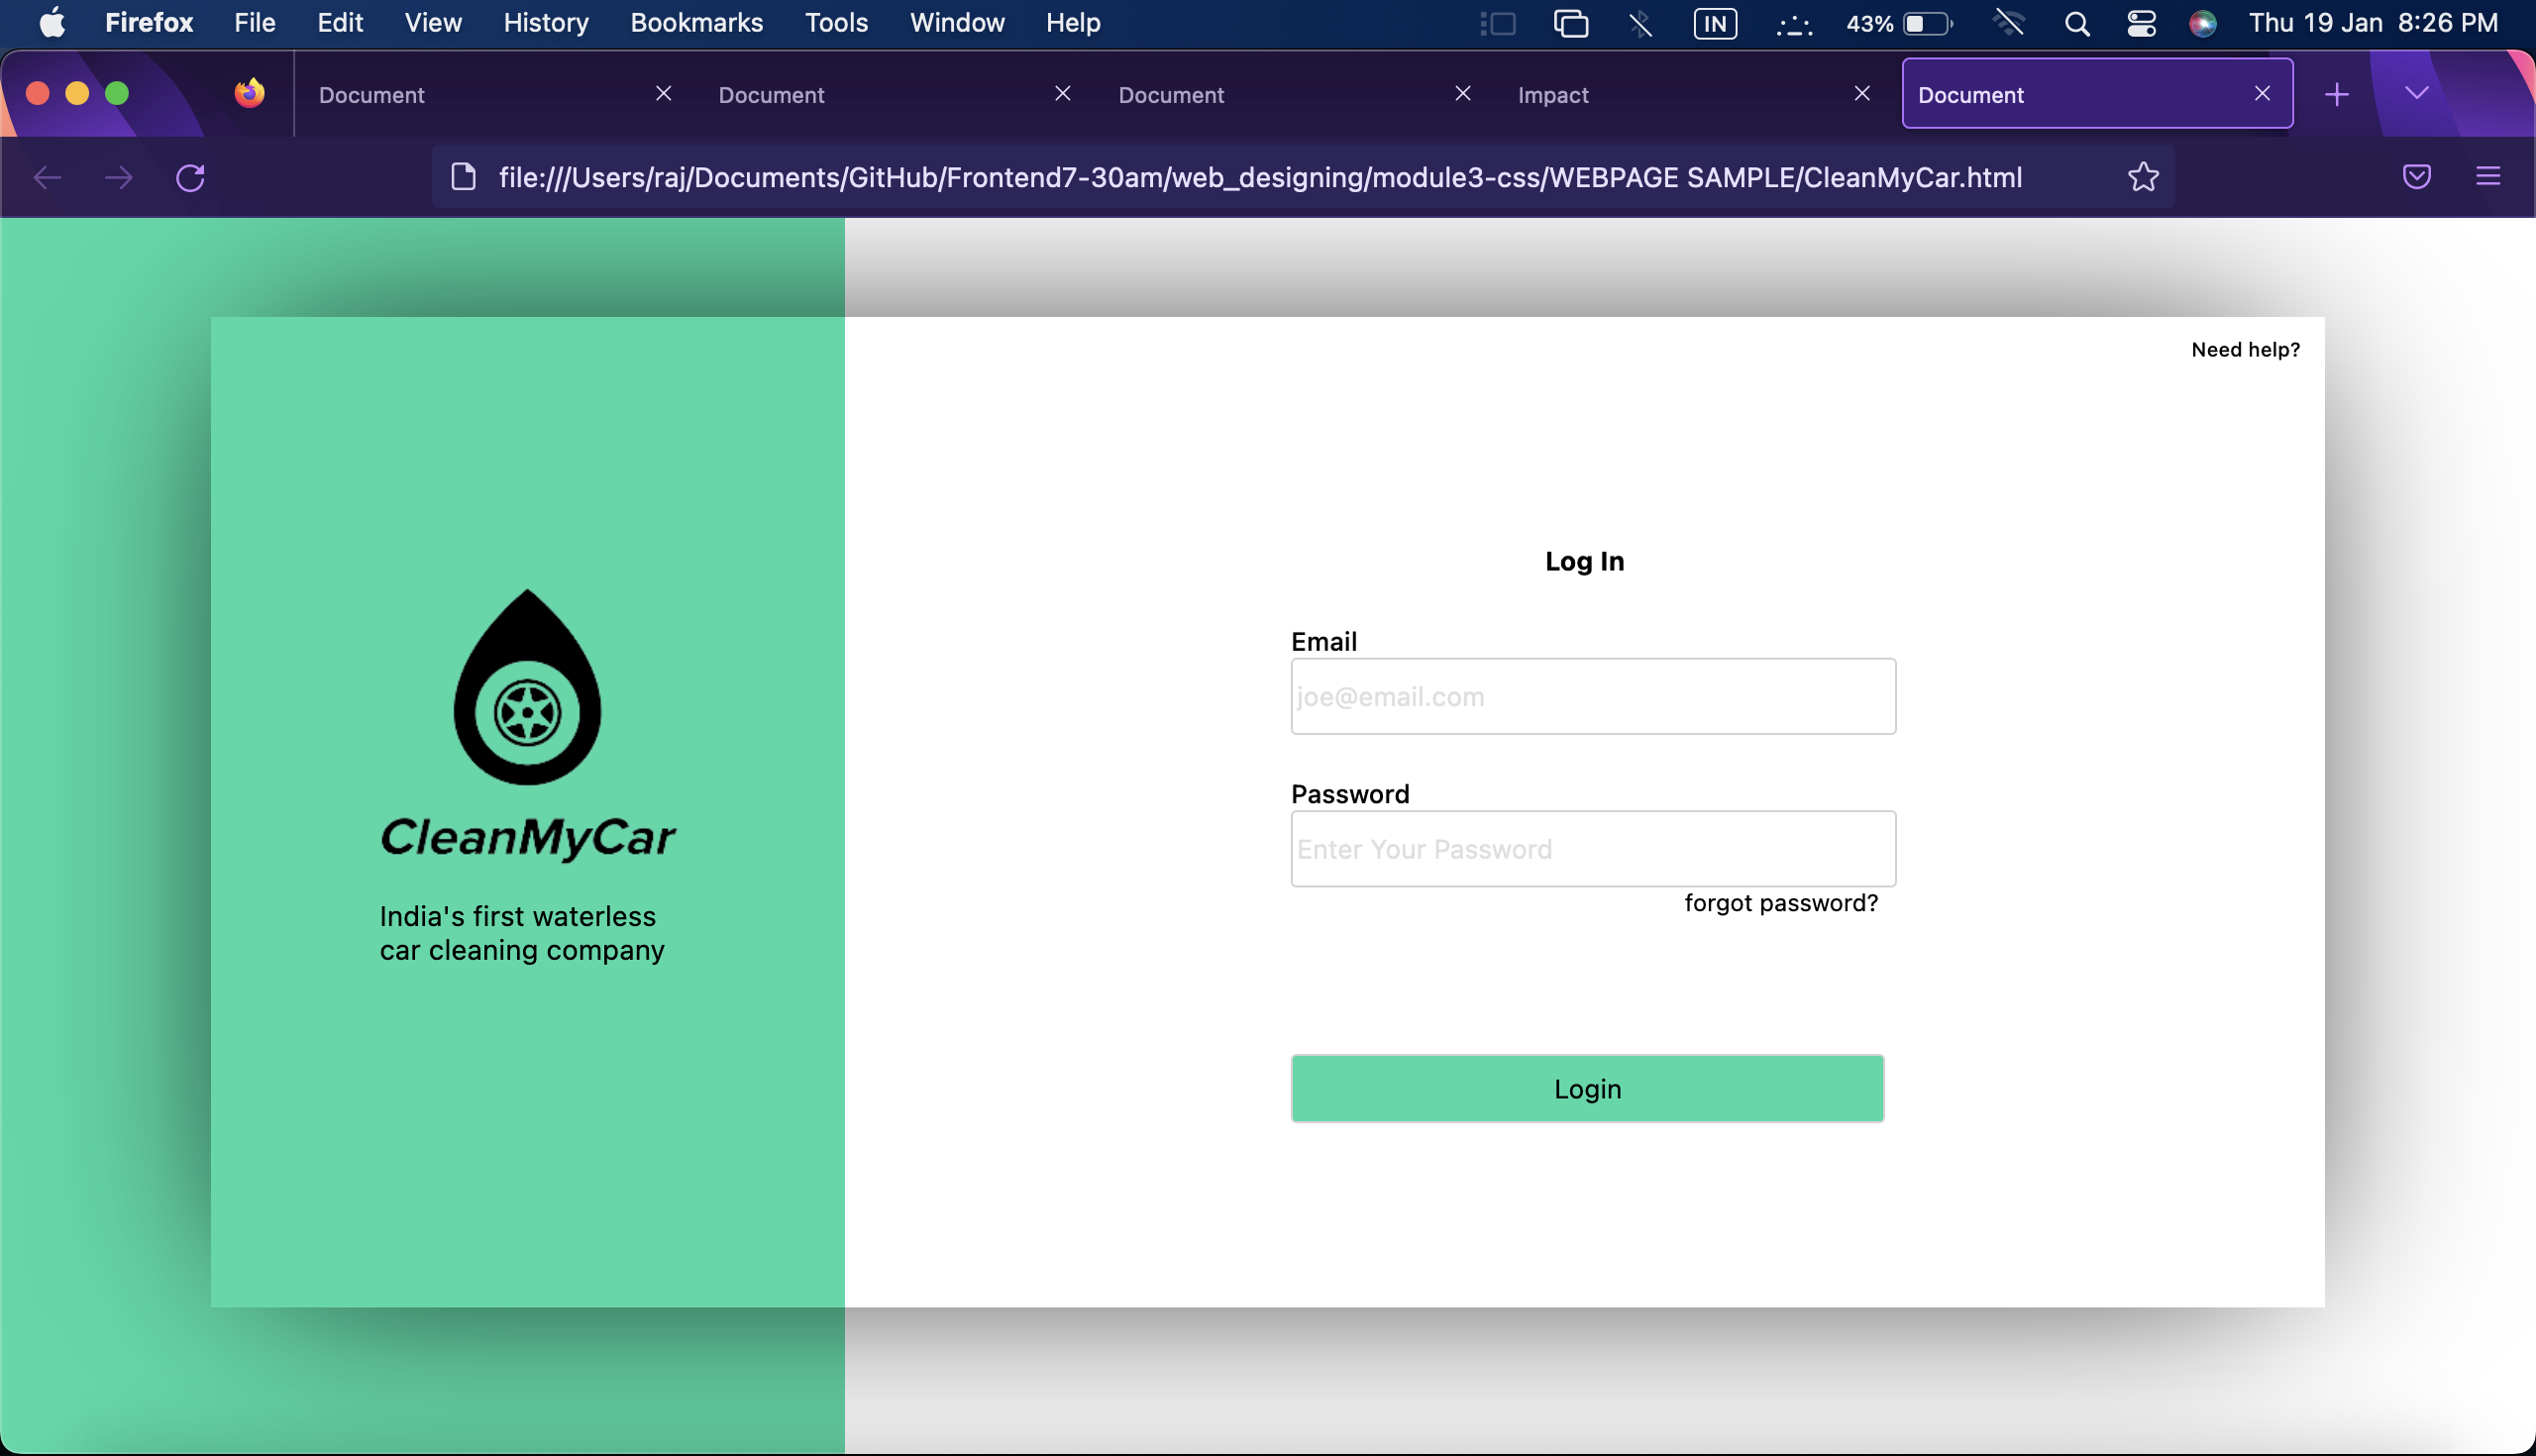 Firefox File Edit View History Bookmarks Tools Window Help IN 43% Thu 19 Jan 8:26 PM
Document Document Document Impact Document
file:///Users/raj/Documents/GitHub/Frontend7-30am/web_designing/module3-css/WEBPAGE SAMPLE/CleanMyCar.html
Need help?
CleanMyCar
India's first waterless
car cleaning company
Log In
Email
joe@email.com
Password
Enter Your Password
forgot password?
Login